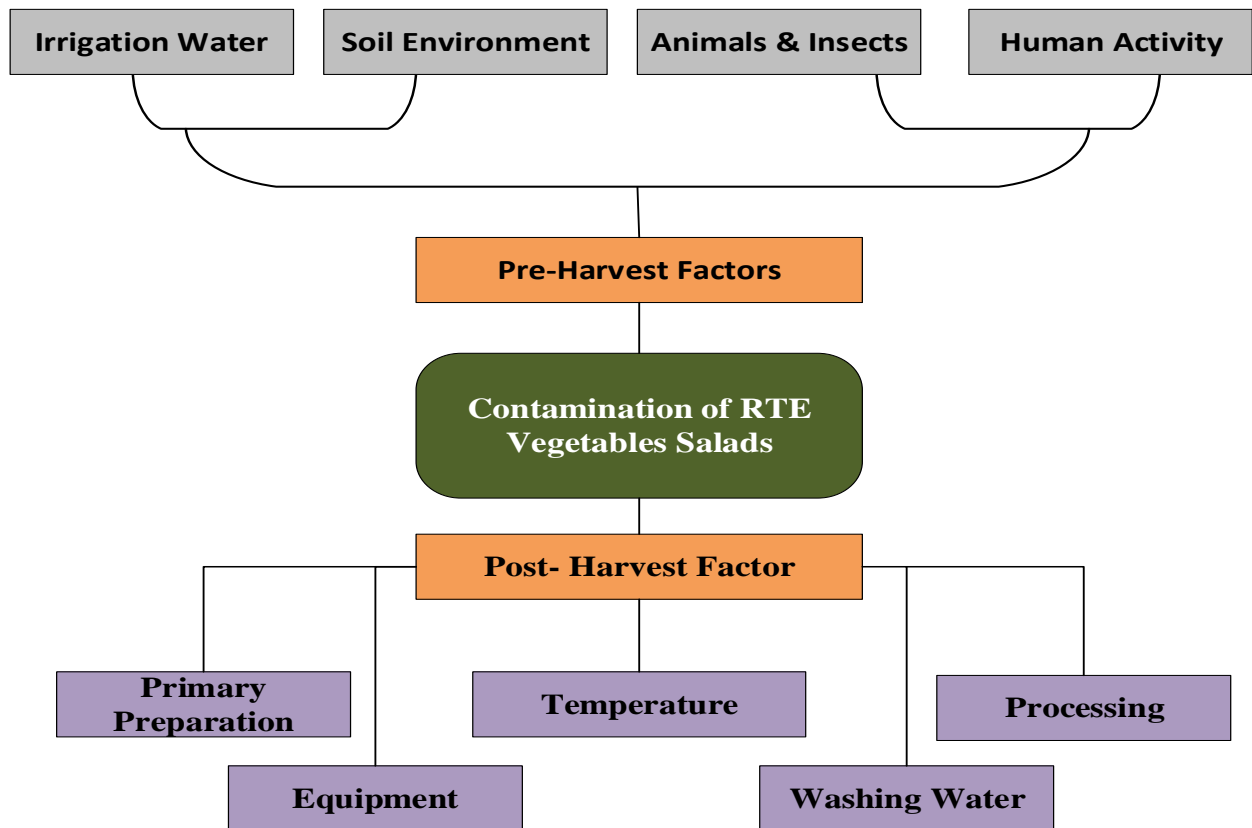 Irrigation Water
Soil Environment
Animals & Insects
Human Activity
Pre-Harvest Factors
Contamination of RTE
Vegetables Salads
Post- Harvest Factor
Primary
Preparation
Temperature
Processing
Equipment
Washing Water